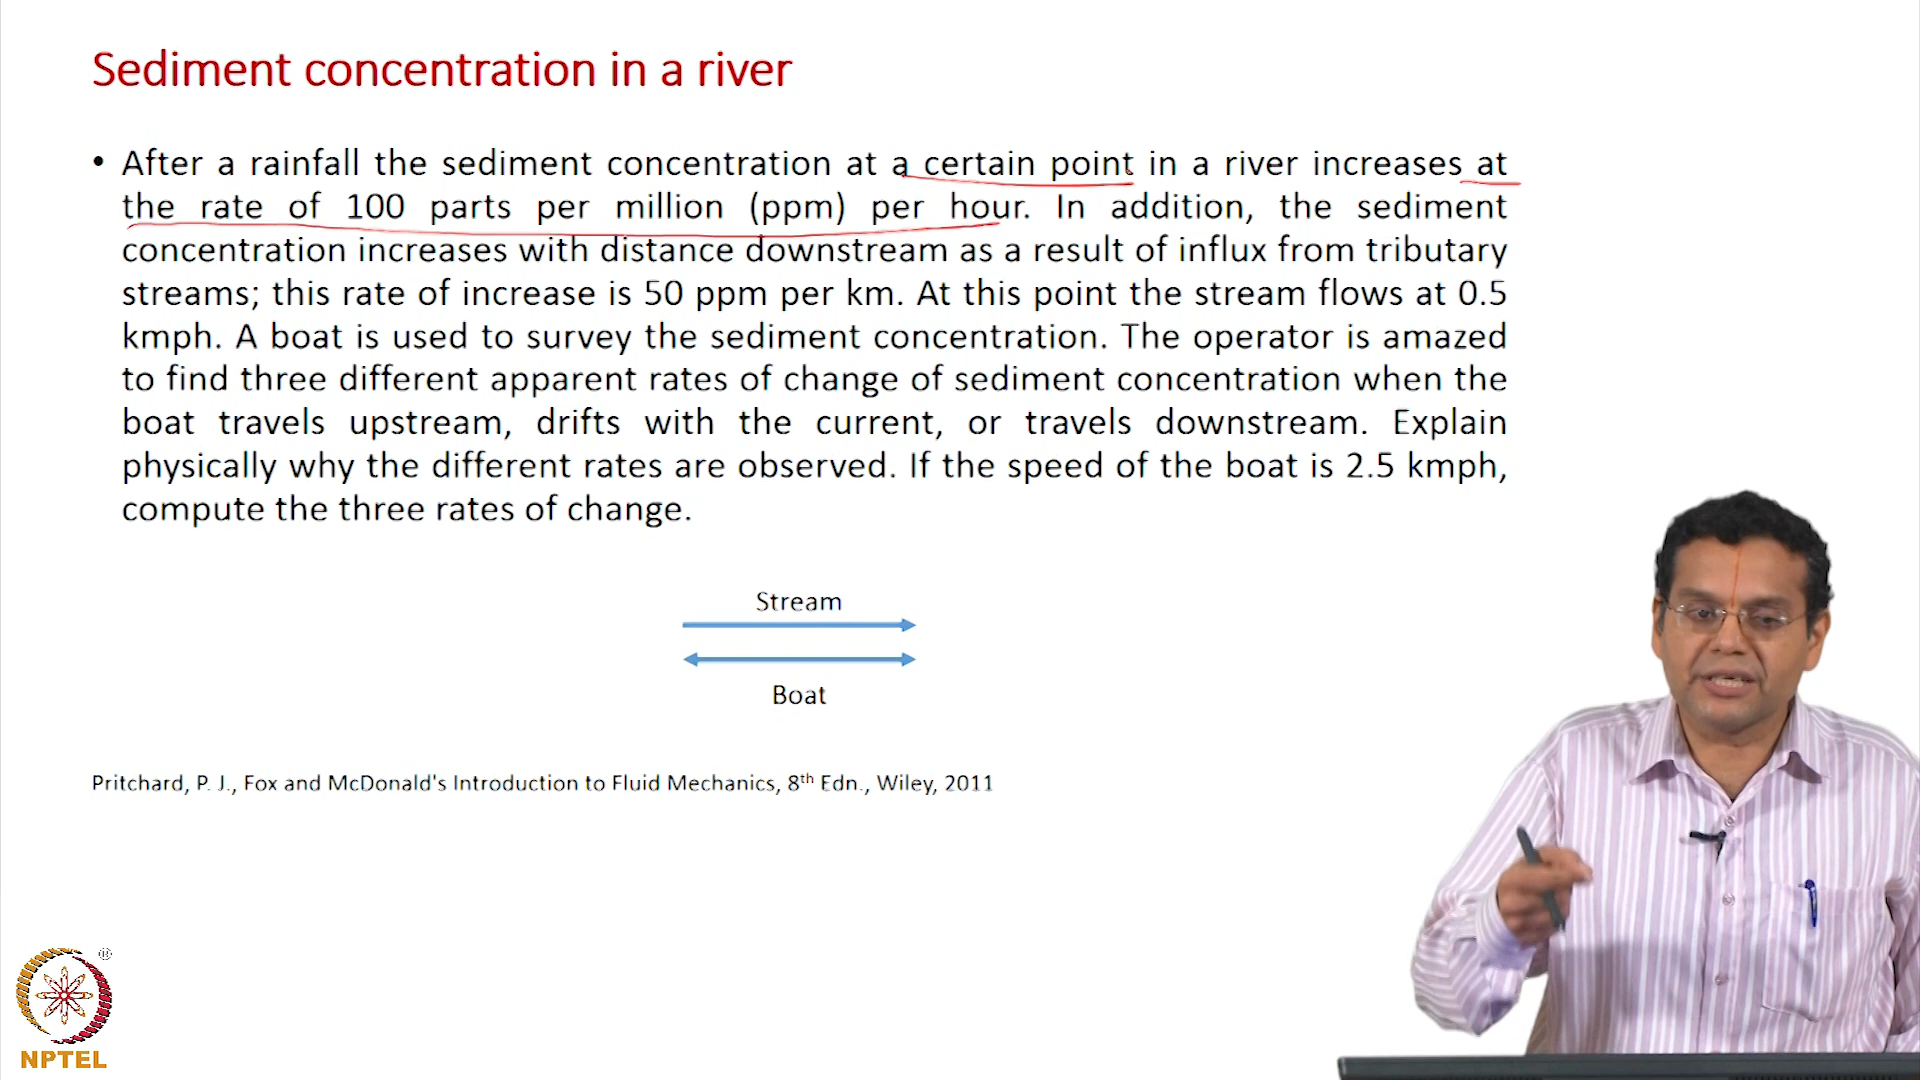 Sediment concentration in a river
• After a rainfall the sediment concentration at a certain point in a river increases at
the rate of 100 parts per million (ppm) per hour. In addition, the sediment
concentration increases with distance downstream as a result of influx from tributary
streams; this rate of increase is 50 ppm per km. At this point the stream flows at 0.5
kmph. A boat is used to survey the sediment concentration. The operator is amazed
to find three different apparent rates of change of sediment concentration when the
boat travels upstream, drifts with the current, or travels downstream. Explain
physically why the different rates are observed. If the speed of the boat is 2.5 kmph,
compute the three rates of change.
Stream
Boat
Pritchard, P. J., Fox and McDonald's Introduction to Fluid Mechanics, 8th Edn., Wiley, 2011
®
NPTEL